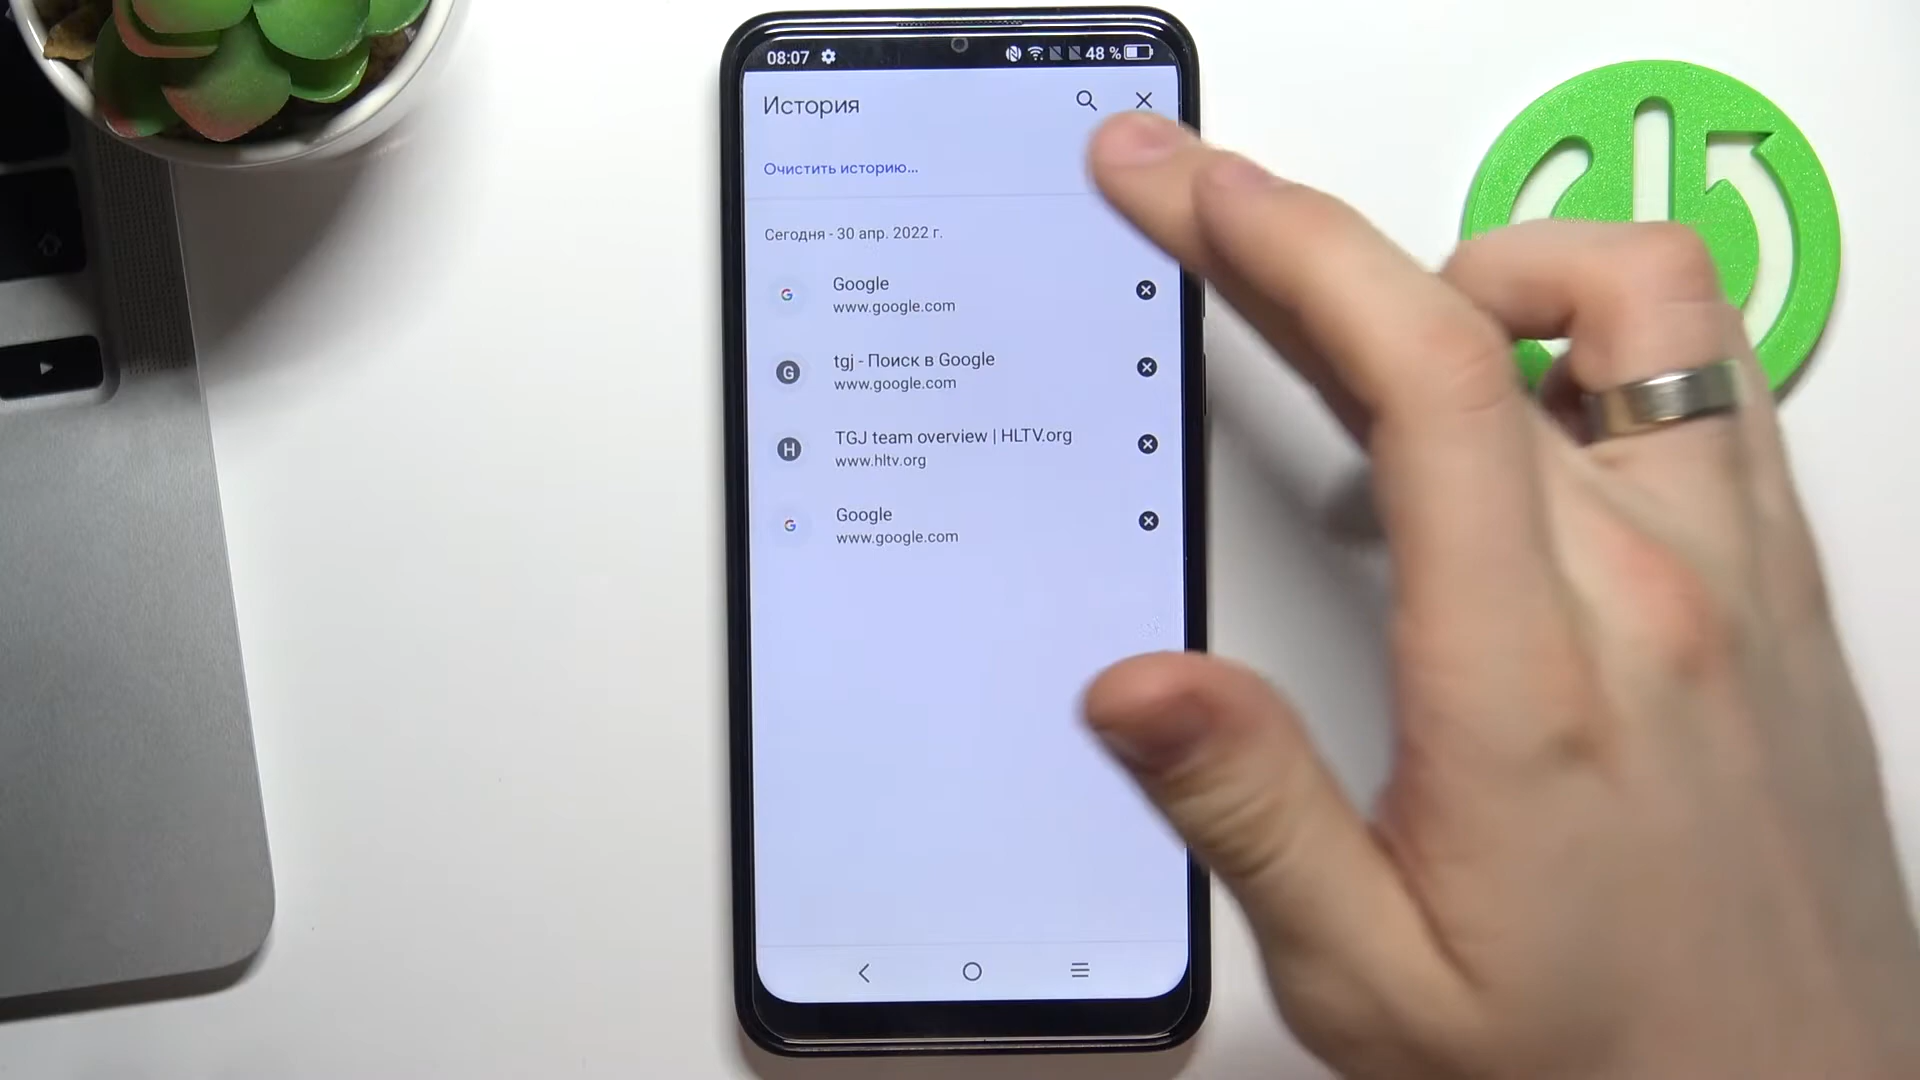 08:07
48 %
История
Очистить историю...
Сегодня - 30 апр. 2022 г.
Google
www.google.com
G
tgj - Поиск в Google
www.google.com
H
TGJ team overview | HLTV.org
www.hltv.org
Google
www.google.com